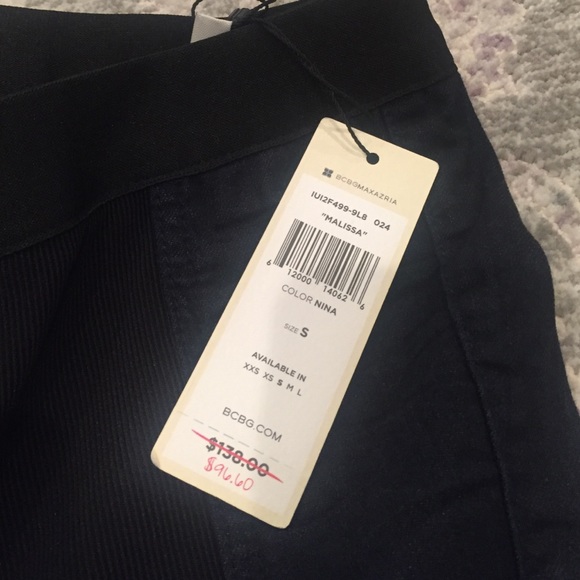 BCBGMAXAZRIA
IUI2F499-9L8 024
"MALISSA"
6 12000 14062 6
COLOR NINA
SIZE S
AVAILABLE IN
XXS XS S M L
BCBG.COM
$138.00
$96.60